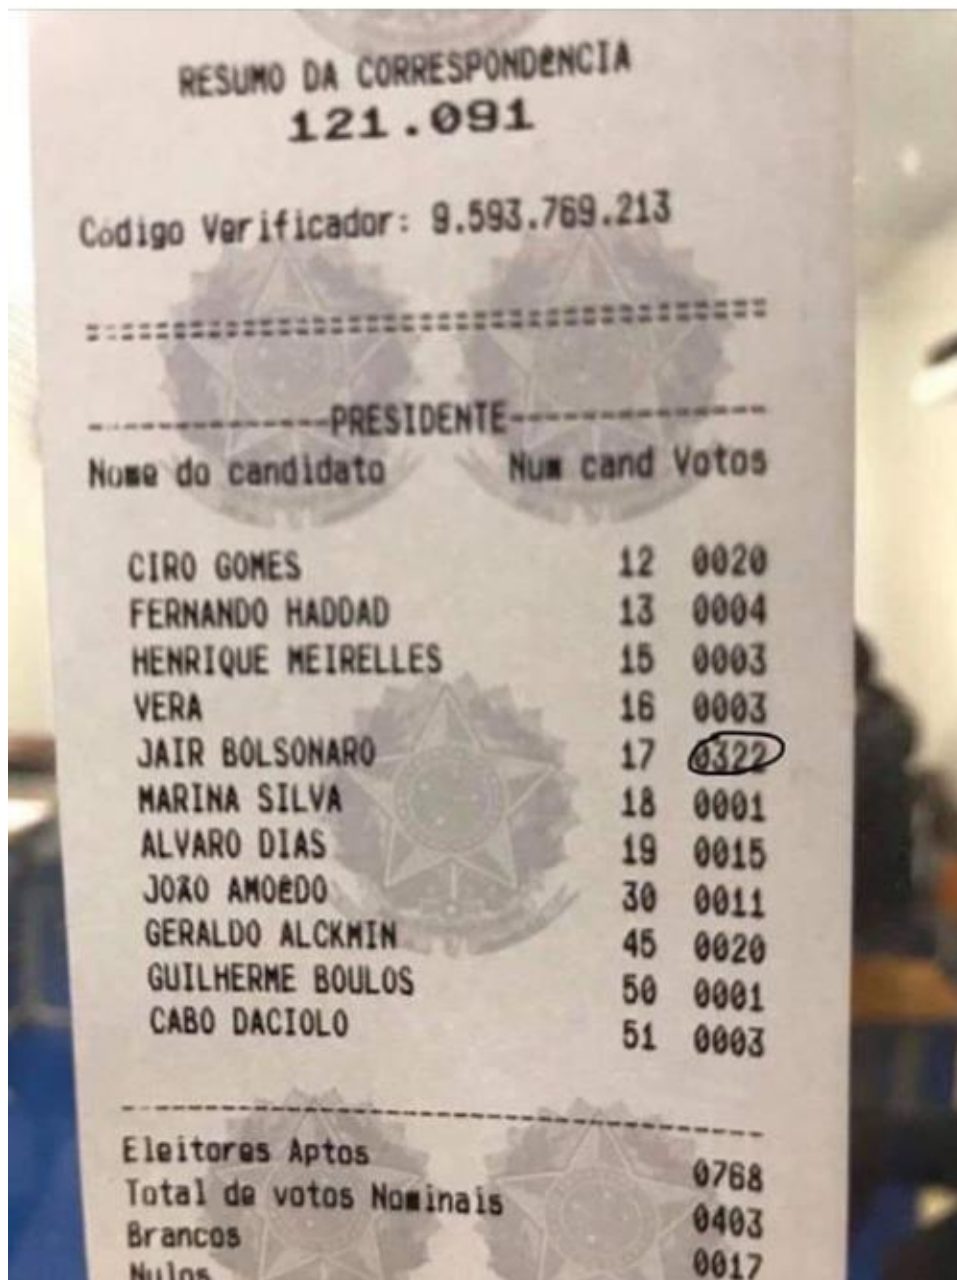 RESUMO DA CORRESPONDêNCIA
121.091
Código Verificador: 9.593.769.213
================================
-------------PRESIDENTE--------------
Nome do candidato Num cand Votos
CIRO GOMES 12 0020
FERNANDO HADDAD 13 0004
HENRIQUE MEIRELLES 15 0003
VERA 16 0003
JAIR BOLSONARO 17 0322
MARINA SILVA 18 0001
ALVARO DIAS 19 0015
JOÃO AMOêDO 30 0011
GERALDO ALCKMIN 45 0020
GUILHERME BOULOS 50 0001
CABO DACIOLO 51 0003
--------------------------------------
Eleitores Aptos 0768
Total de votos Nominais 0403
Brancos 0017
Nulos